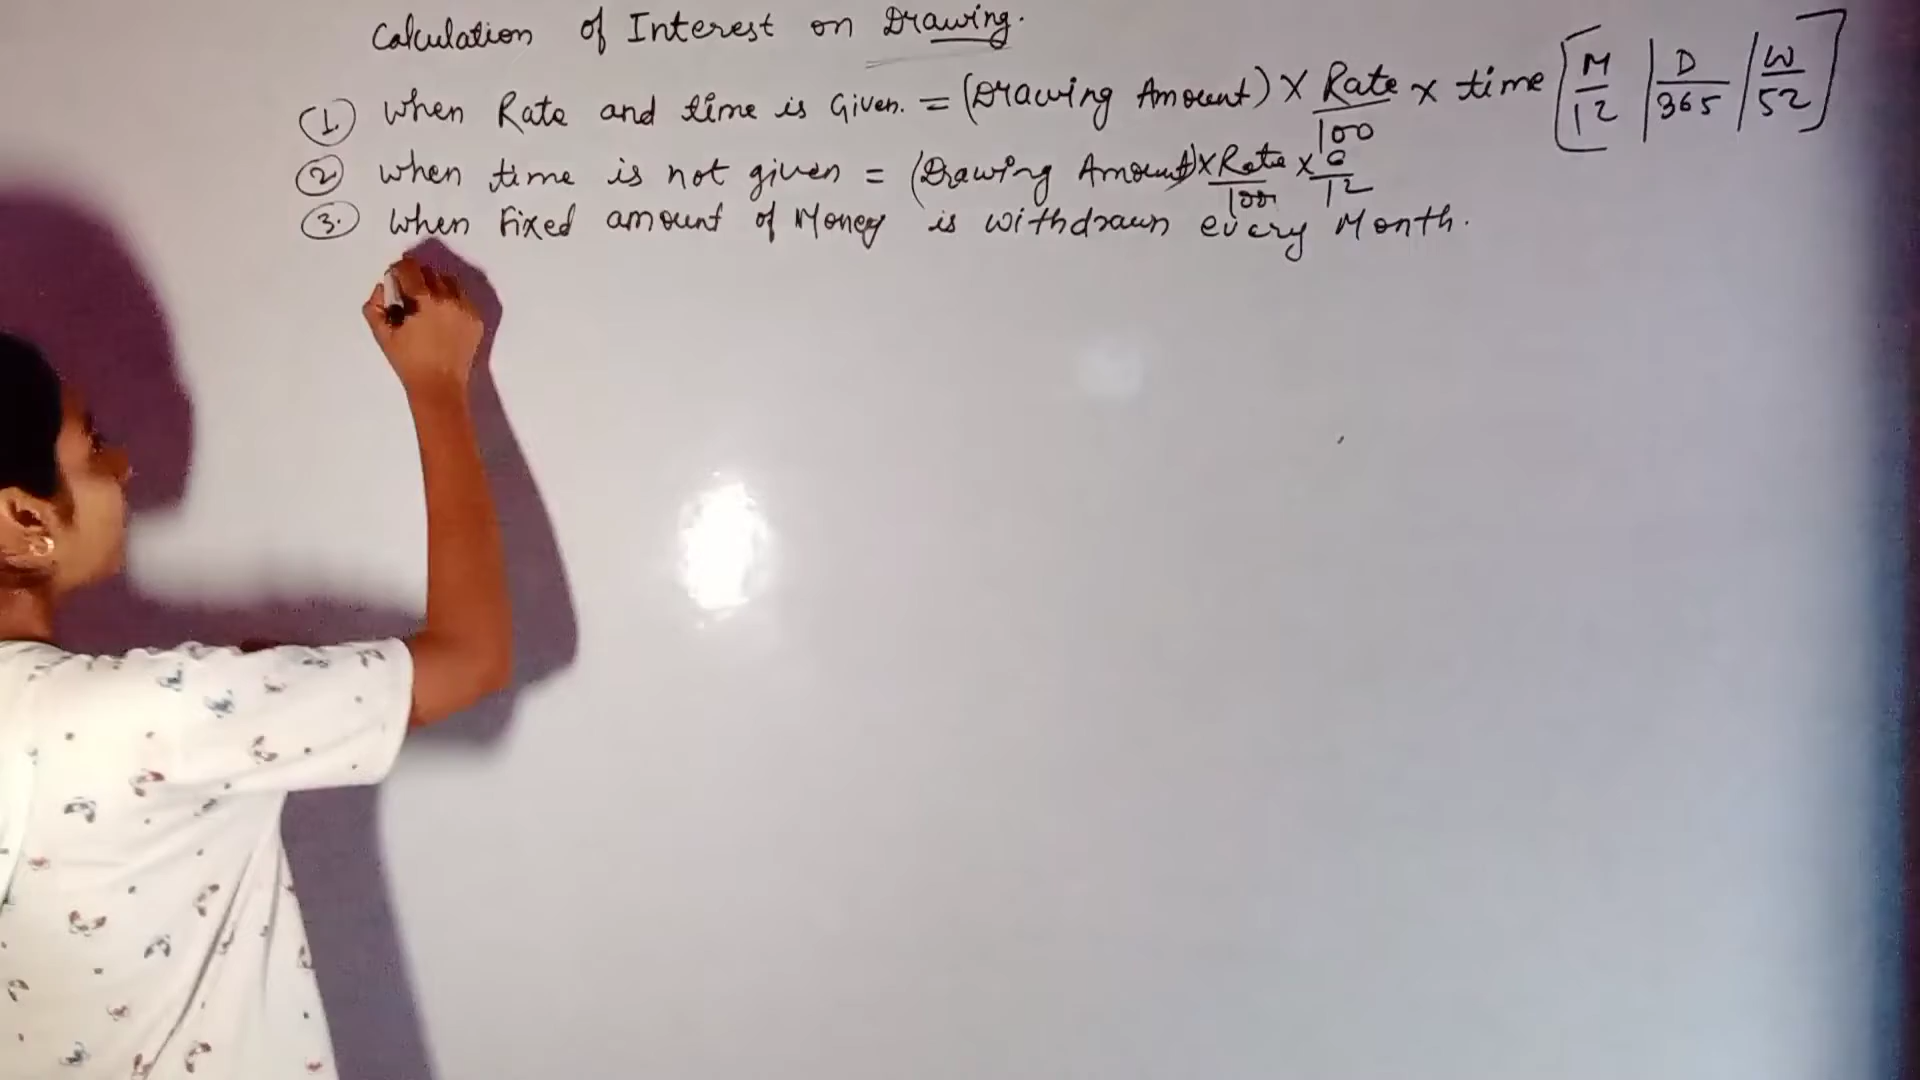 Calculation of Interest on Drawing.
(1.) When Rate and time is Given. = (Drawing Amount) × Rate/100 × time [M/12 | D/365 | W/52]
(2) When time is not given = (Drawing Amount) × Rate/100 × 6/12
(3.) When Fixed amount of Money is withdrawn every Month.